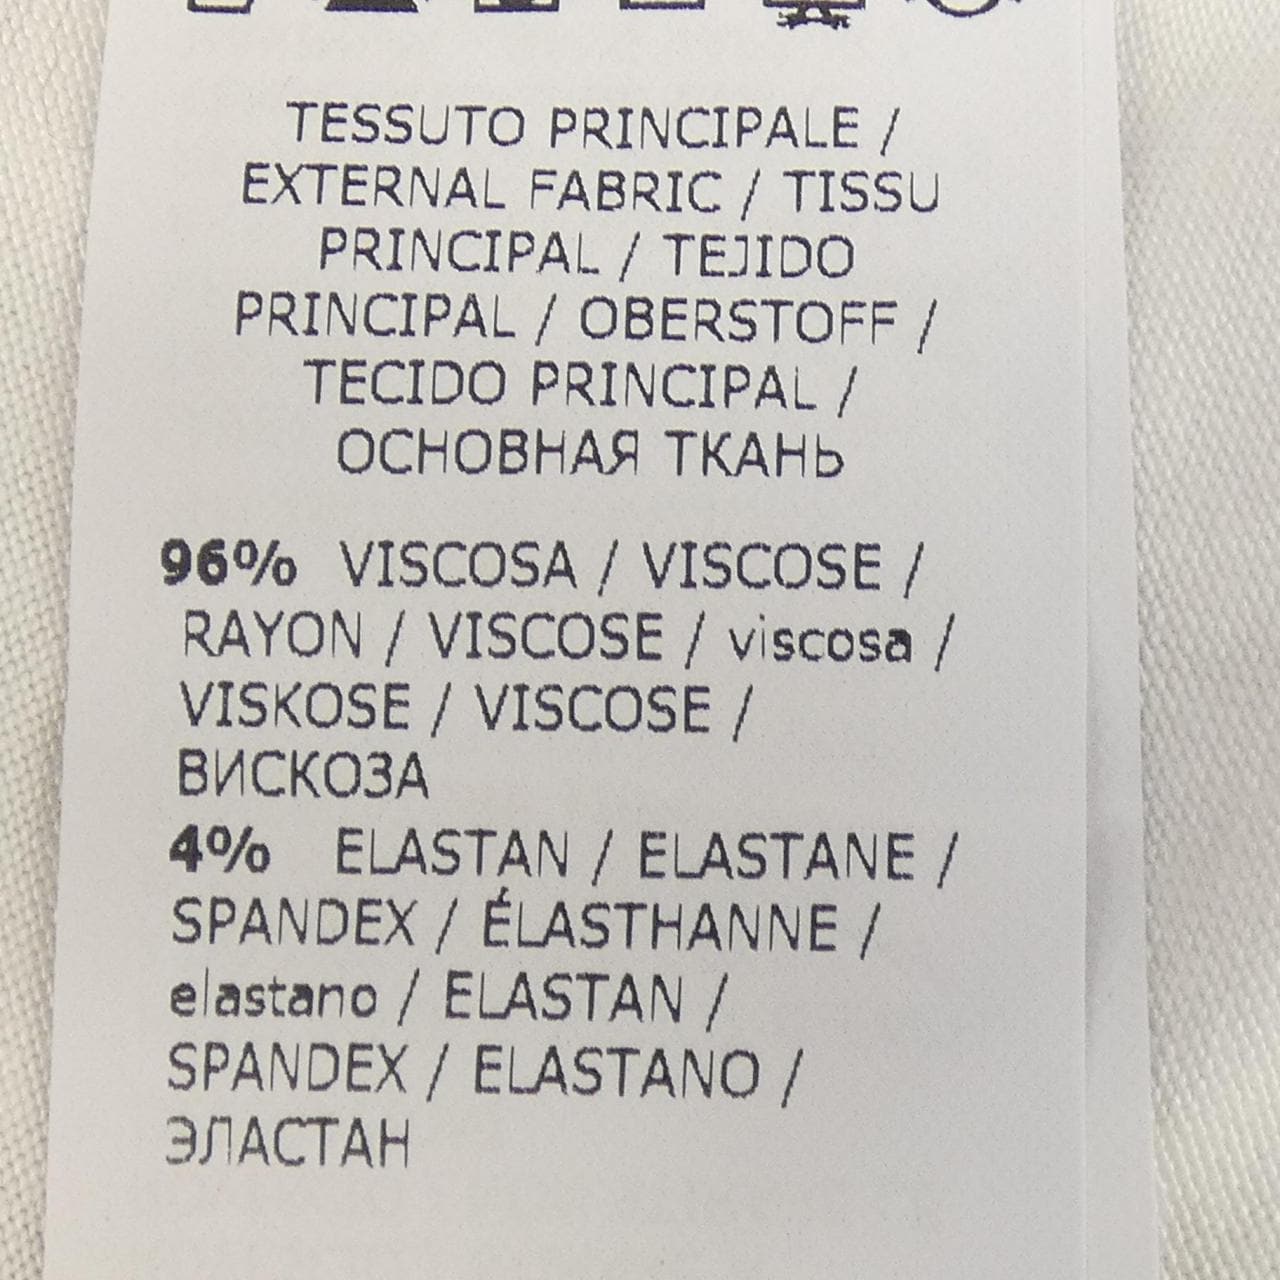 TESSUTO PRINCIPALE /
EXTERNAL FABRIC / TISSU
PRINCIPAL / TEJIDO
PRINCIPAL / OBERSTOFF /
TECIDO PRINCIPAL /
ОСНОВНАЯ ТКАНЬ
96% VISCOSA / VISCOSE /
RAYON / VISCOSE / viscosa /
VISKOSE / VISCOSE /
ВИСКОЗА
4% ELASTAN / ELASTANE /
SPANDEX / ÉLASTHANNE /
elastano / ELASTAN /
SPANDEX / ELASTANO /
ЭЛАСТАН